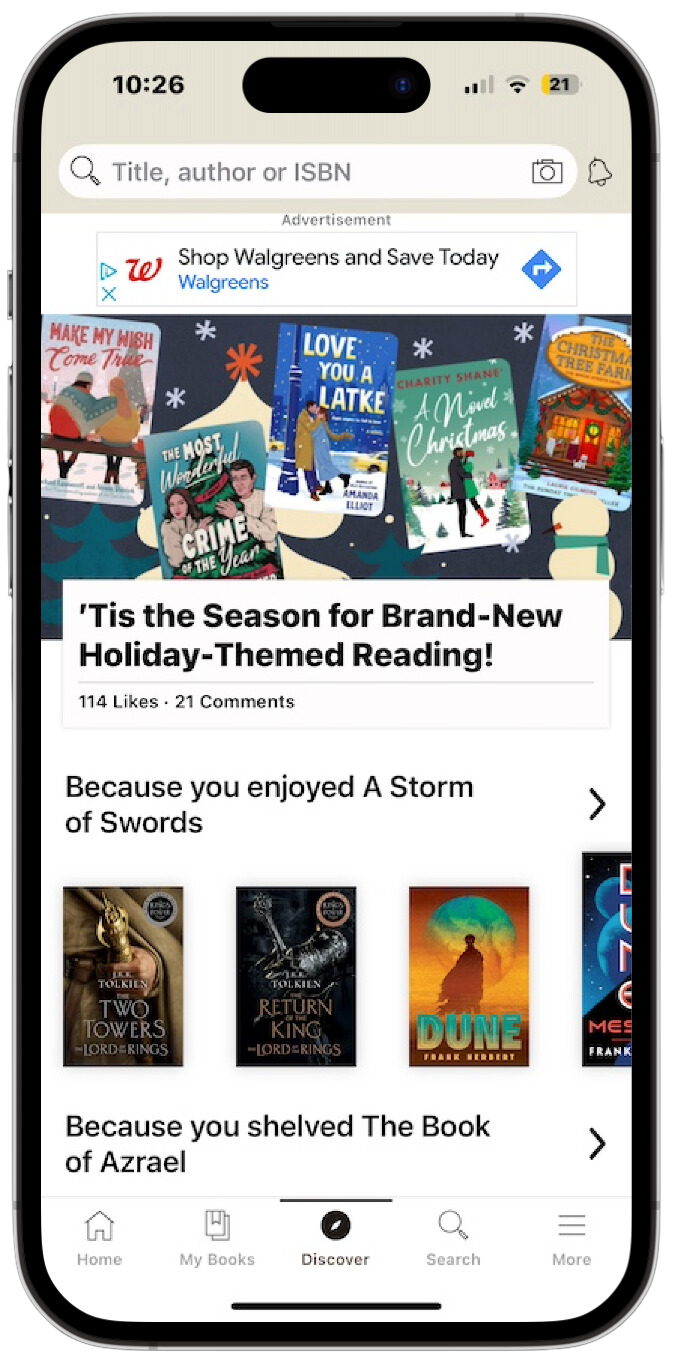 10:26
21
Title, author or ISBN
Advertisement
Shop Walgreens and Save Today
Walgreens
MAKE MY WISH
Come True
THE MOST
Wonderful
CRIME
OF THE Year
LOVE
YOU A
LATKE
AMANDA
ELLIOT
CHARITY SHANE'
A Novel
Christmas
THE
CHRISTMA
TREE FARM
LAURIE GILMORE
'Tis the Season for Brand-New
Holiday-Themed Reading!
114 Likes · 21 Comments
Because you enjoyed A Storm
of Swords
J.R.R.
TOLKIEN
THE
TWO
TOWERS
THE LORD OF THE RINGS
J.R.R.
TOLKIEN
THE
RETURN
OF THE
KING
THE LORD OF THE RINGS
DUNE
FRANK HERBERT
MES
FRANK
Because you shelved The Book
of Azrael
Home
My Books
Discover
Search
More